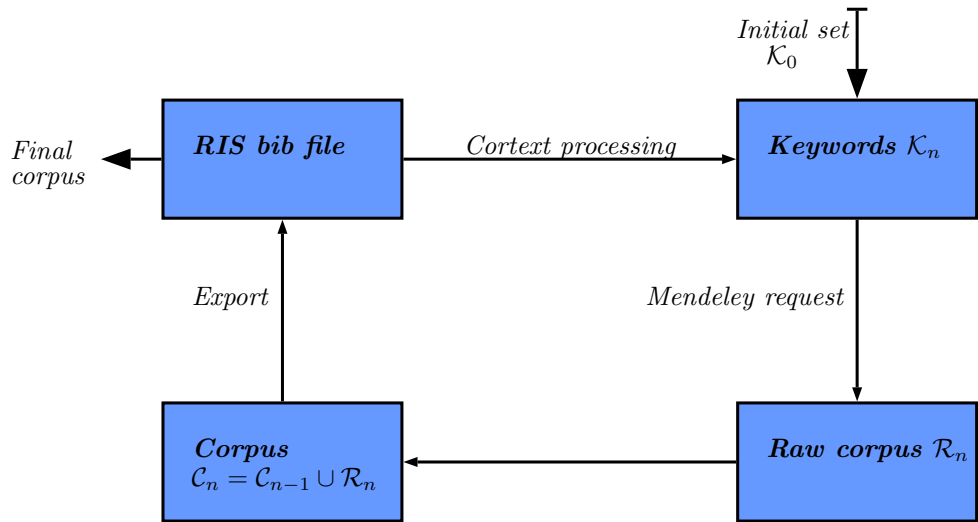 Initial set
𝒦₀
RIS bib file
Keywords 𝒦ₙ
Final
corpus
Cortext processing
Export
Mendeley request
Corpus
𝒞ₙ = 𝒞ₙ₋₁ ∪ ℛₙ
Raw corpus ℛₙ